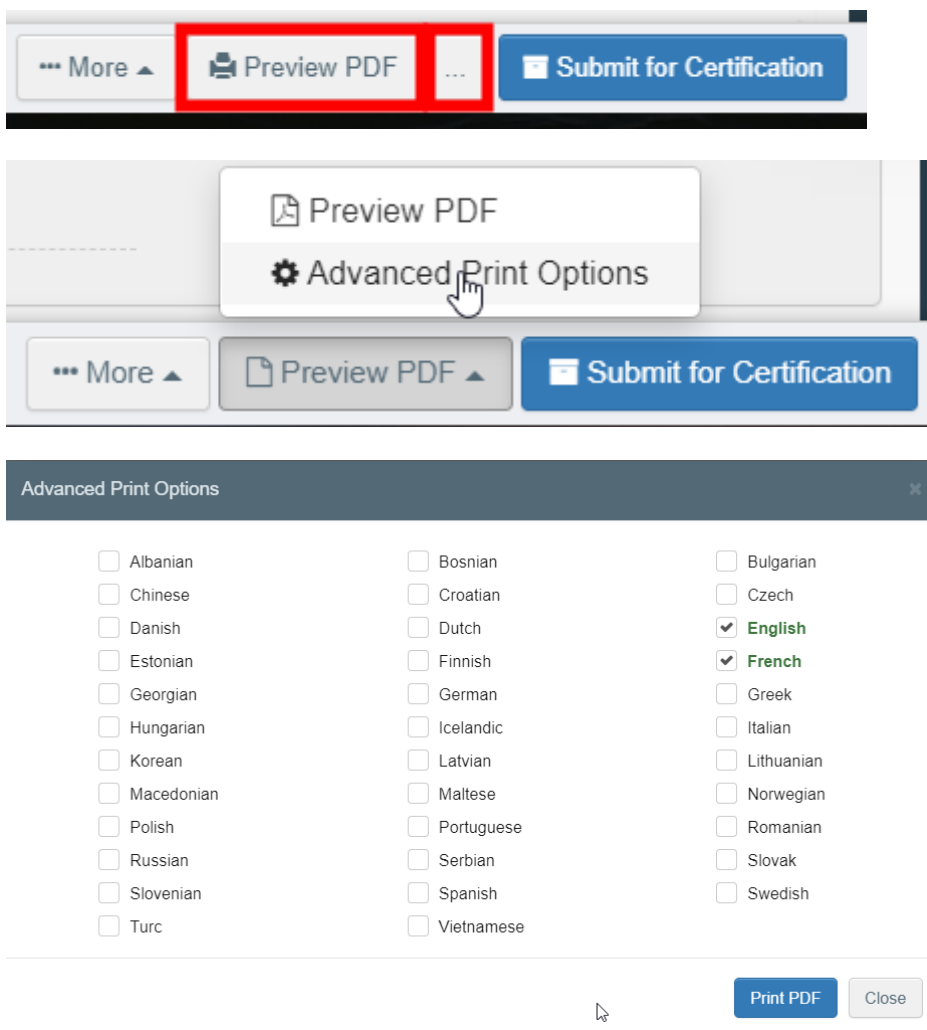 ••• More ▲ Preview PDF ... Submit for Certification
Preview PDF
Advanced Print Options
••• More ▲ Preview PDF ▲ Submit for Certification
Advanced Print Options
Albanian Bosnian Bulgarian
Chinese Croatian Czech
Danish Dutch English
Estonian Finnish French
Georgian German Greek
Hungarian Icelandic Italian
Korean Latvian Lithuanian
Macedonian Maltese Norwegian
Polish Portuguese Romanian
Russian Serbian Slovak
Slovenian Spanish Swedish
Turc Vietnamese
Print PDF Close